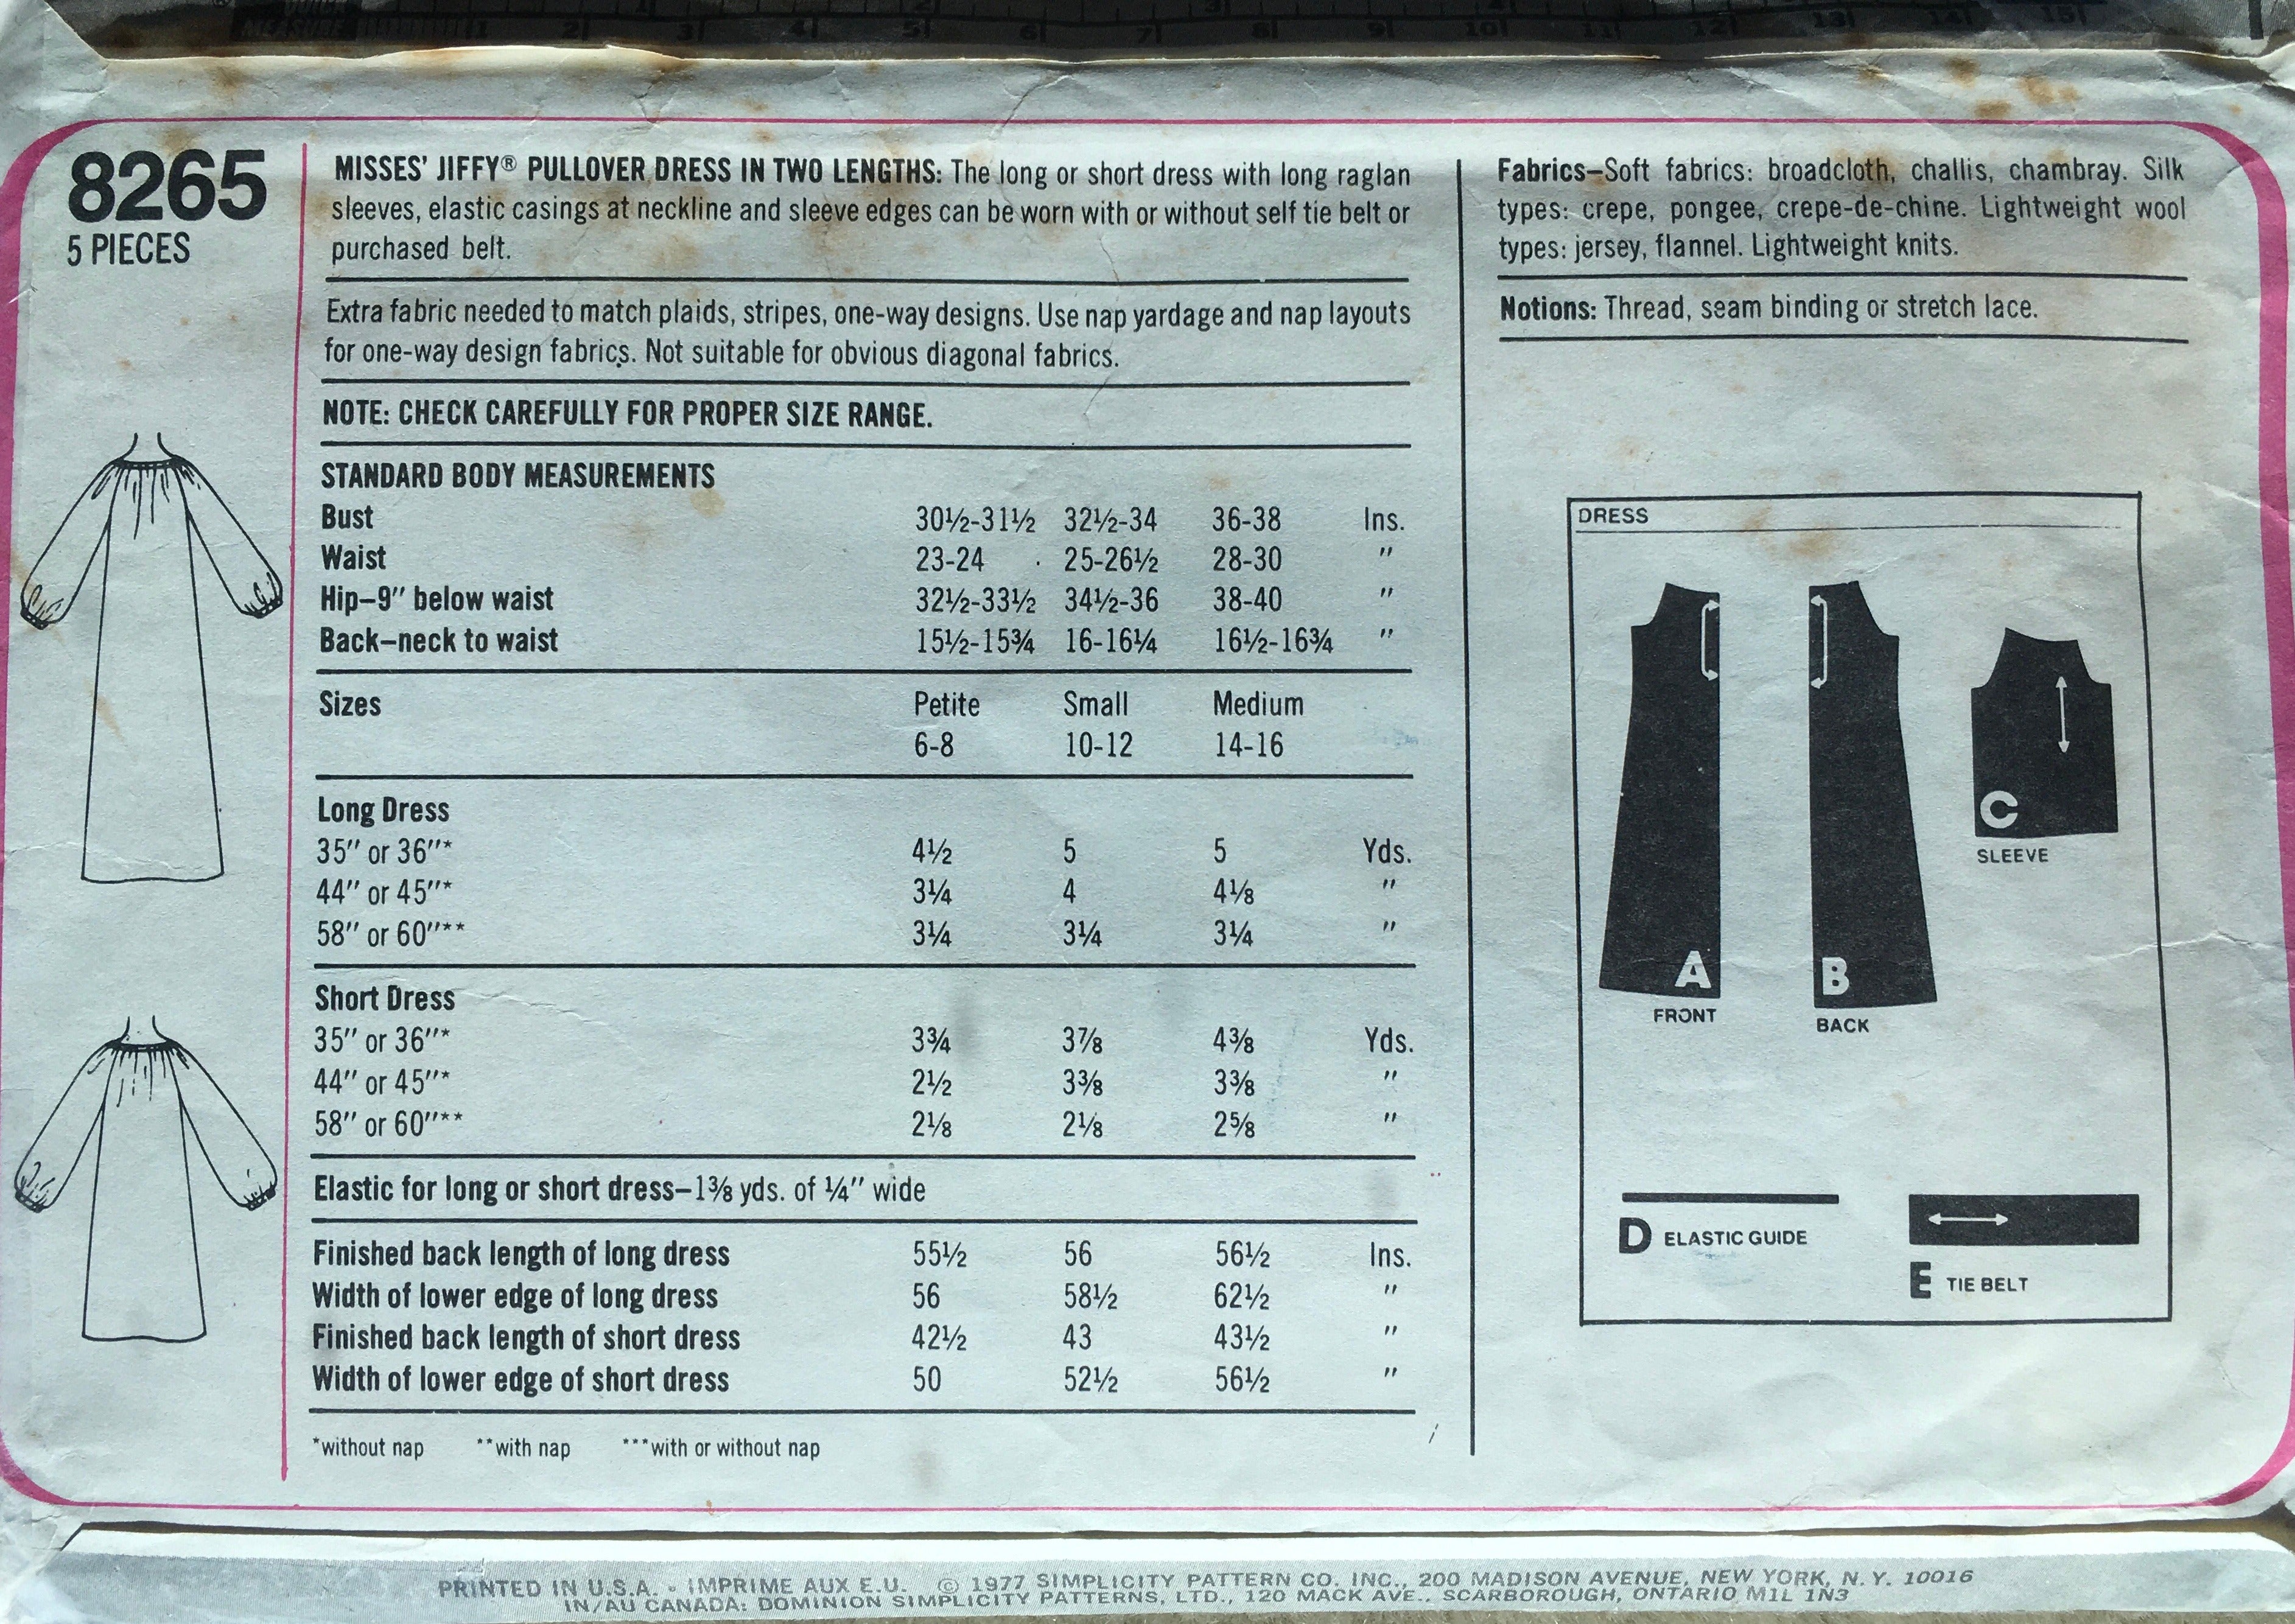 1 2 3 4 5 6 7 8 9 10 11 12 13 14 15
8265
5 PIECES
MISSES' JIFFY® PULLOVER DRESS IN TWO LENGTHS: The long or short dress with long raglan
sleeves, elastic casings at neckline and sleeve edges can be worn with or without self tie belt or
purchased belt.
Extra fabric needed to match plaids, stripes, one-way designs. Use nap yardage and nap layouts
for one-way design fabrics. Not suitable for obvious diagonal fabrics.
NOTE: CHECK CAREFULLY FOR PROPER SIZE RANGE.
STANDARD BODY MEASUREMENTS
Bust 30½-31½ 32½-34 36-38 Ins.
Waist 23-24 25-26½ 28-30 "
Hip–9" below waist 32½-33½ 34½-36 38-40 "
Back–neck to waist 15½-15¾ 16-16¼ 16½-16¾ "
Sizes Petite Small Medium
6-8 10-12 14-16
Long Dress
35" or 36"* 4½ 5 5 Yds.
44" or 45"* 3¼ 4 4⅛ "
58" or 60"** 3¼ 3¼ 3¼ "
Short Dress
35" or 36"* 3¾ 3⅞ 4⅜ Yds.
44" or 45"* 2½ 3⅜ 3⅜ "
58" or 60"** 2⅛ 2⅛ 2⅝ "
Elastic for long or short dress–1⅜ yds. of ¼" wide
Finished back length of long dress 55½ 56 56½ Ins.
Width of lower edge of long dress 56 58½ 62½ "
Finished back length of short dress 42½ 43 43½ "
Width of lower edge of short dress 50 52½ 56½ "
*without nap **with nap ***with or without nap
Fabrics–Soft fabrics: broadcloth, challis, chambray. Silk
types: crepe, pongee, crepe-de-chine. Lightweight wool
types: jersey, flannel. Lightweight knits.
Notions: Thread, seam binding or stretch lace.
DRESS
A
FRONT
B
BACK
C
SLEEVE
D ELASTIC GUIDE
E TIE BELT
PRINTED IN U.S.A. - IMPRIME AUX E.U. © 1977 SIMPLICITY PATTERN CO. INC., 200 MADISON AVENUE, NEW YORK, N.Y. 10016
IN/AU CANADA: DOMINION SIMPLICITY PATTERNS, LTD., 120 MACK AVE., SCARBOROUGH, ONTARIO M1L 1N3